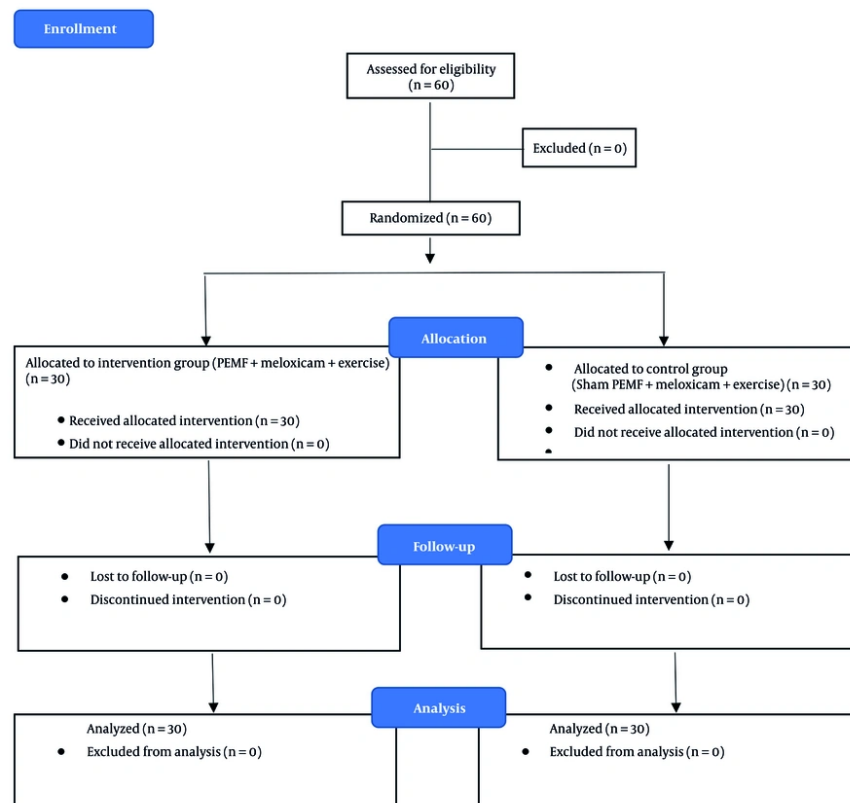 Enrollment
Assessed for eligibility
(n = 60)
Excluded (n = 0)
Randomized (n = 60)
Allocation
Allocated to intervention group (PEMF + meloxicam + exercise)
(n = 30)
• Received allocated intervention (n = 30)
• Did not receive allocated intervention (n = 0)
• Allocated to control group
(Sham PEMF + meloxicam + exercise) (n = 30)
• Received allocated intervention (n = 30)
• Did not receive allocated intervention (n = 0)
•
Follow-up
• Lost to follow-up (n = 0)
• Discontinued intervention (n = 0)
• Lost to follow-up (n = 0)
• Discontinued intervention (n = 0)
Analysis
Analyzed (n = 30)
• Excluded from analysis (n = 0)
Analyzed (n = 30)
• Excluded from analysis (n = 0)